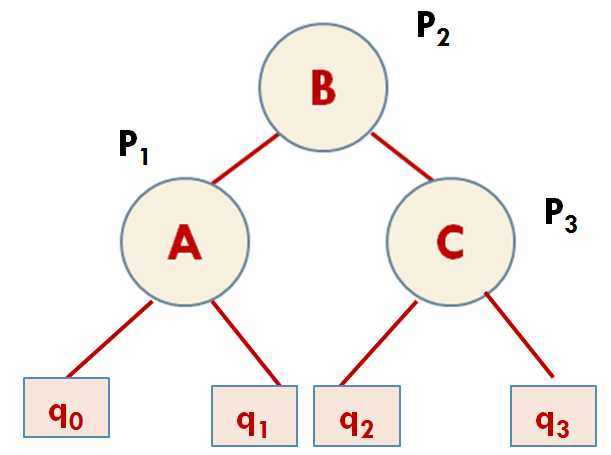 P₂
B
P₁
A
C
P₃
q₀
q₁
q₂
q₃